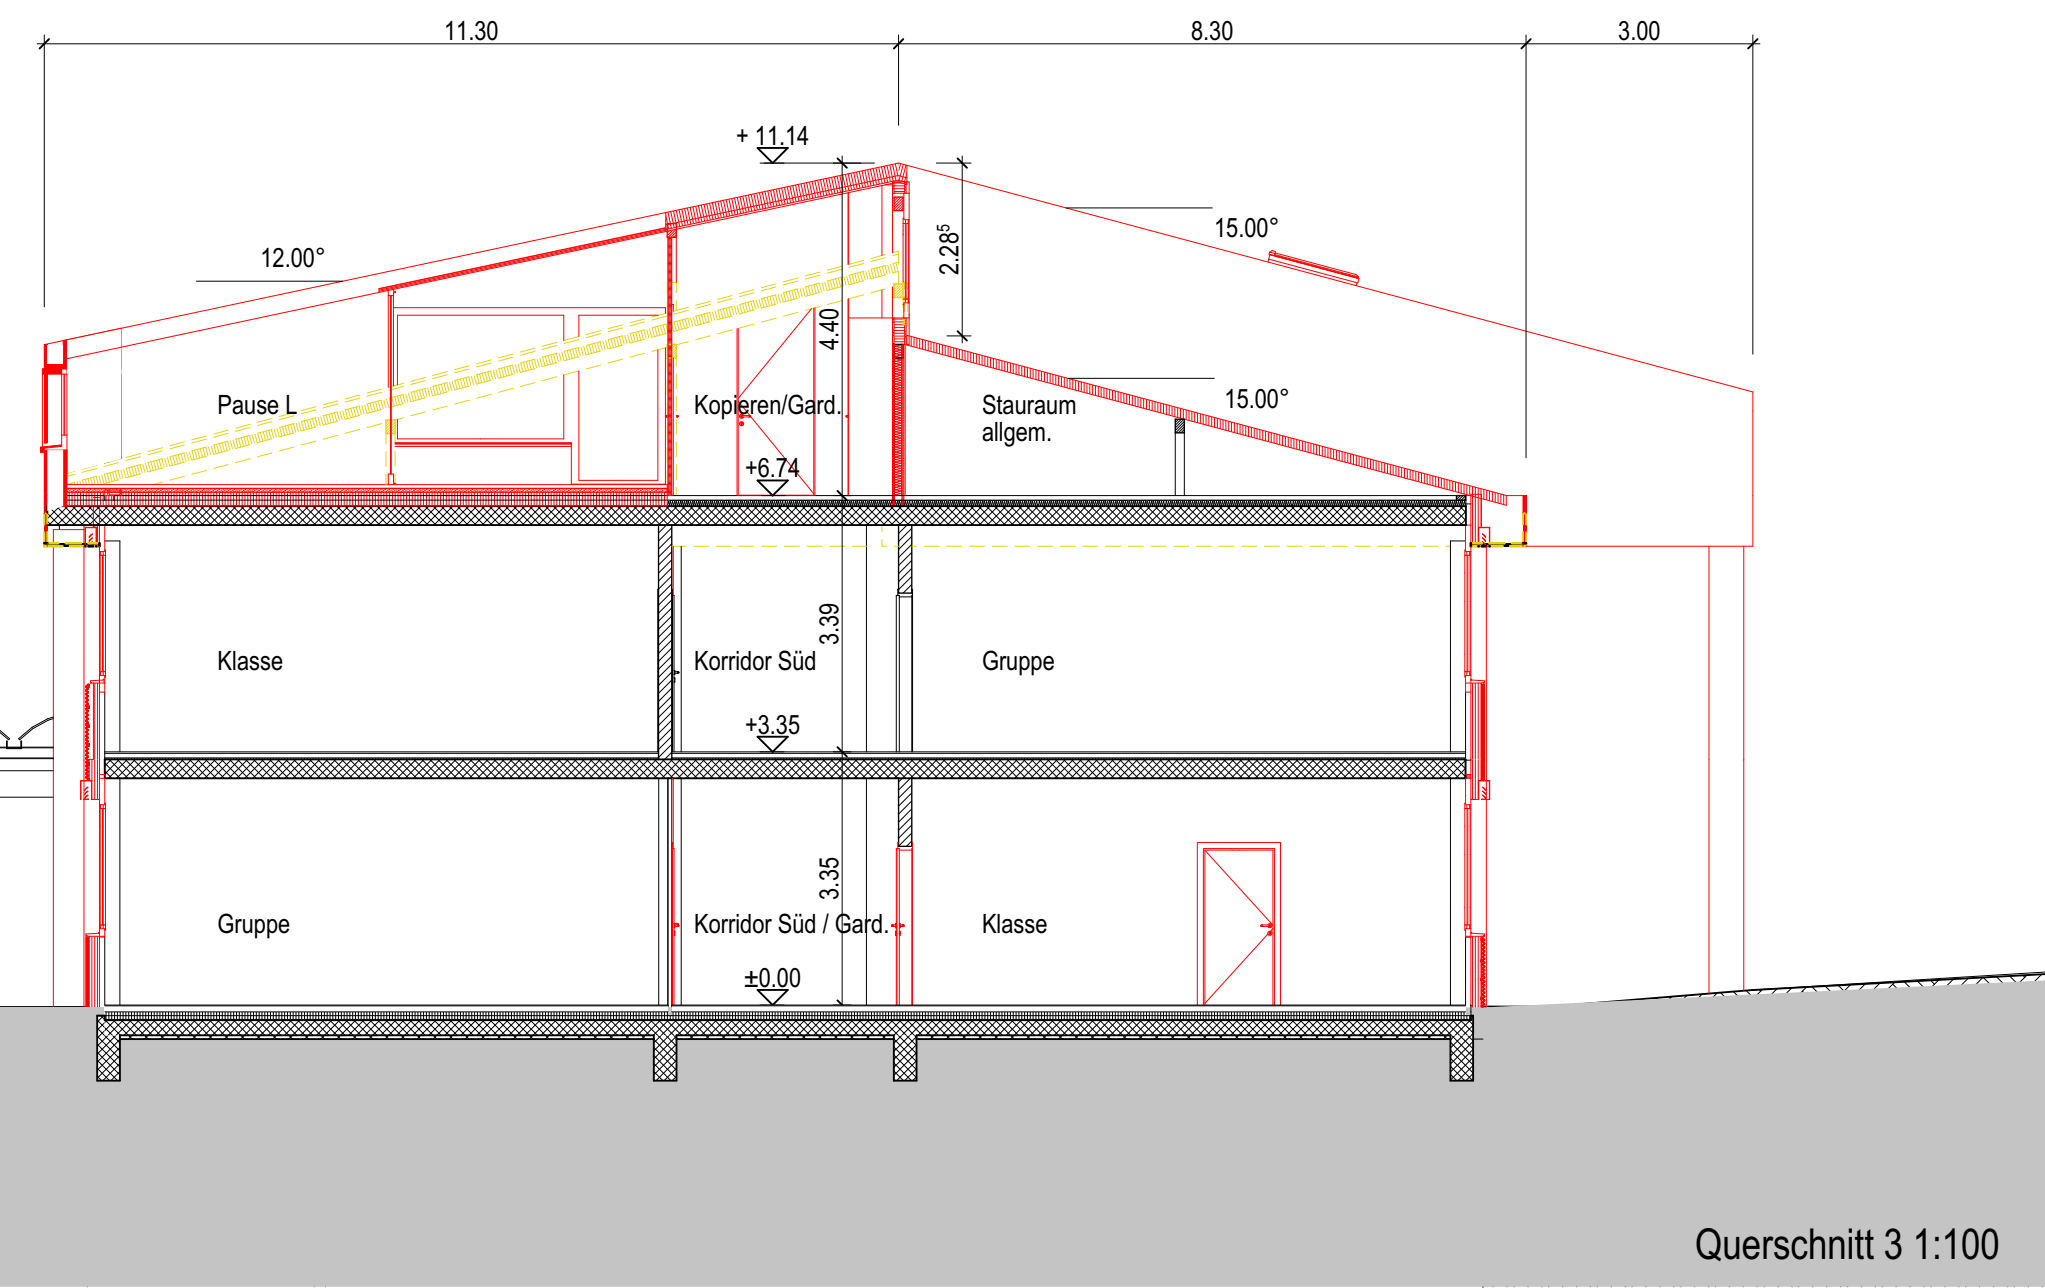 11.30
8.30
3.00
+ 11.14
12.00°
15.00°
2.28⁵
4.40
15.00°
Pause L
Kopieren/Gard.
Stauraum
allgem.
+6.74
3.39
Klasse
Korridor Süd
Gruppe
+3.35
3.35
Gruppe
Korridor Süd / Gard.
Klasse
±0.00
Querschnitt 3 1:100